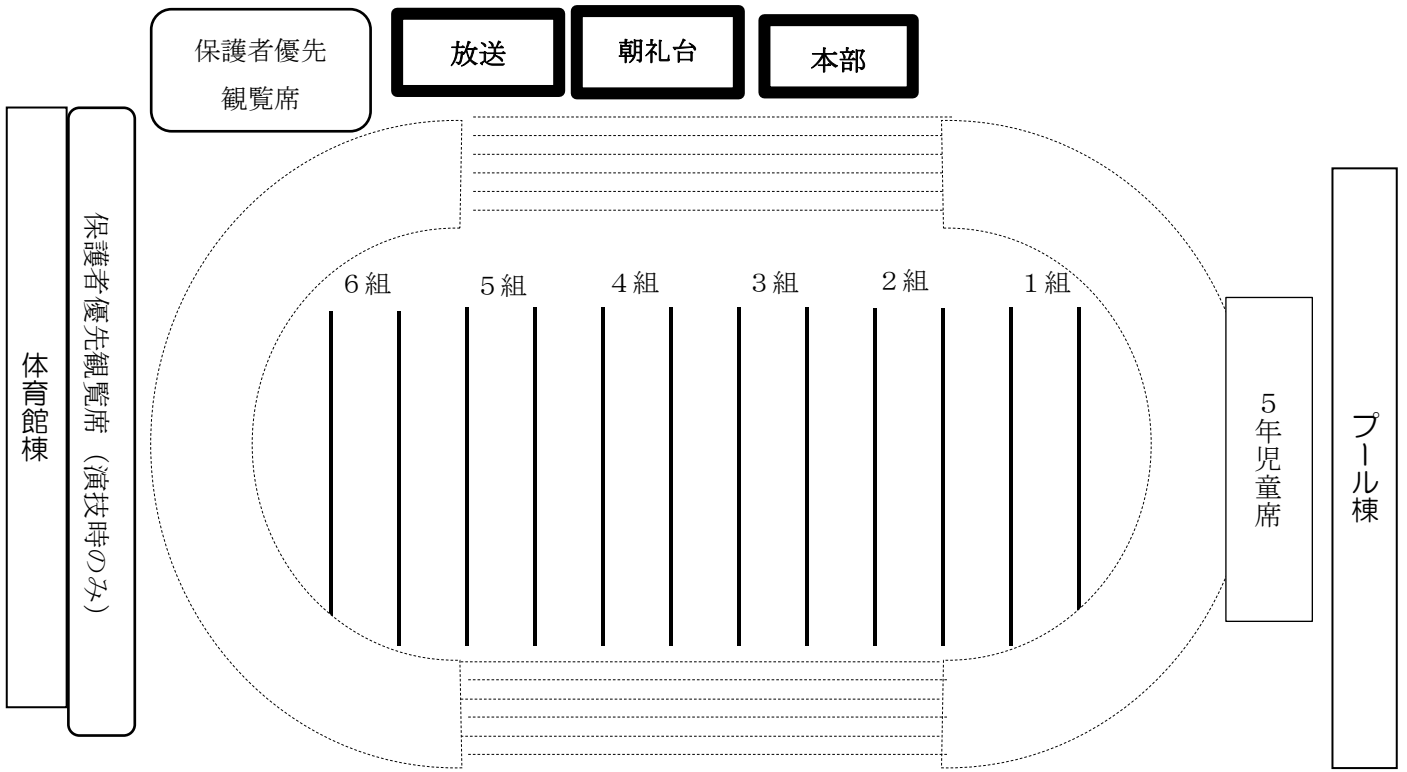 保護者優先
観覧席
放送
朝礼台
本部
体育館棟
保護者優先観覧席（演技時のみ）
６組
５組
４組
３組
２組
１組
５年児童席
プール棟